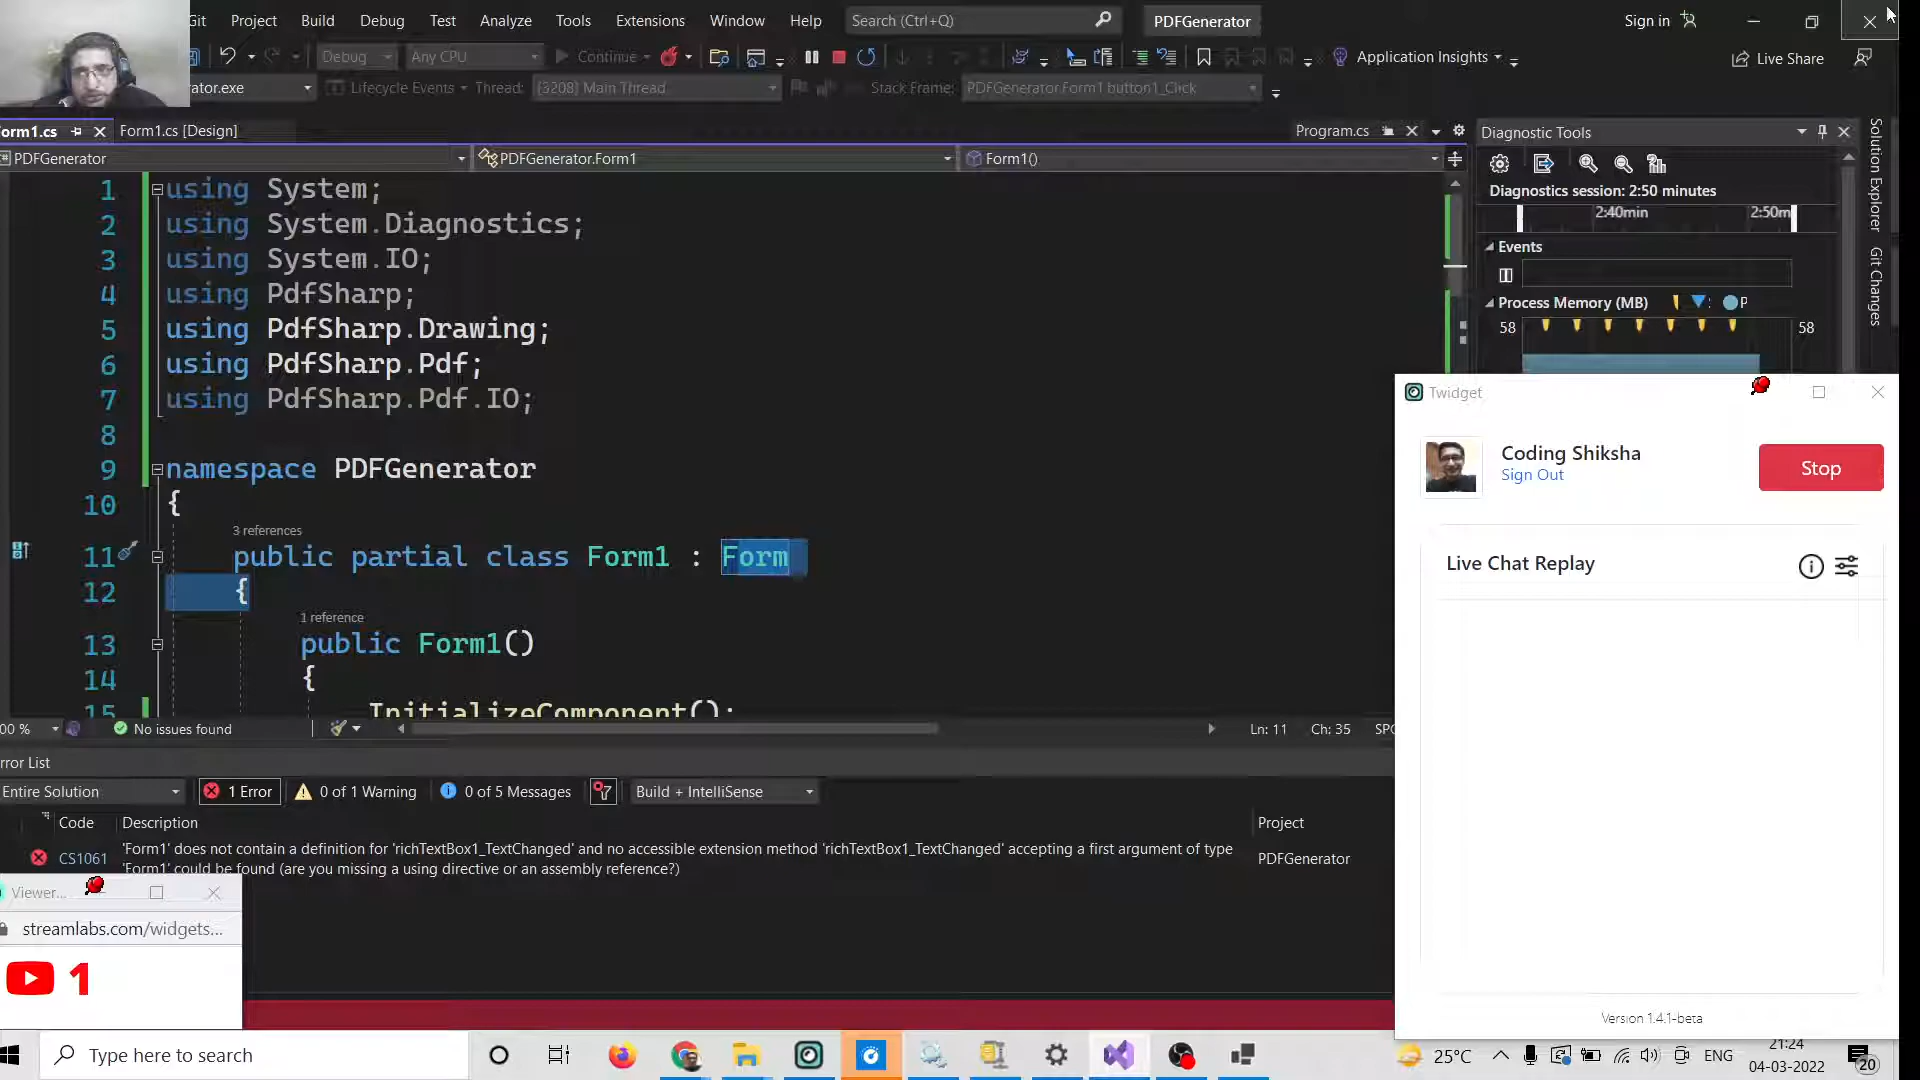 Git Project Build Debug Test Analyze Tools Extensions Window Help Search (Ctrl+Q) PDFGenerator Sign in
Debug Any CPU Continue Application Insights Live Share
ator.exe Lifecycle Events Thread: [3208] Main Thread Stack Frame: PDFGenerator.Form1 button1_Click
orm1.cs Form1.cs [Design] Program.cs
PDFGenerator PDFGenerator.Form1 Form1()
1 using System;
2 using System.Diagnostics;
3 using System.IO;
4 using PdfSharp;
5 using PdfSharp.Drawing;
6 using PdfSharp.Pdf;
7 using PdfSharp.Pdf.IO;
8
9 namespace PDFGenerator
10 {
3 references
11 public partial class Form1 : Form
12 {
1 reference
13 public Form1()
14 {
15 InitializeComponent();
00 % No issues found Ln: 11 Ch: 35 SPC
rror List
Entire Solution 1 Error 0 of 1 Warning 0 of 5 Messages Build + IntelliSense
Code Description Project
CS1061 'Form1' does not contain a definition for 'richTextBox1_TextChanged' and no accessible extension method 'richTextBox1_TextChanged' accepting a first argument of type
'Form1' could be found (are you missing a using directive or an assembly reference?) PDFGenerator
Diagnostic Tools
Diagnostics session: 2:50 minutes
2:40min 2:50m
Events
Process Memory (MB) P
58 58
Solution Explorer
Git Changes
Twidget
Coding Shiksha
Sign Out
Stop
Live Chat Replay
Version 1.4.1-beta
Viewer...
streamlabs.com/widgets...
1
Type here to search
25°C ENG
21:24
04-03-2022
20